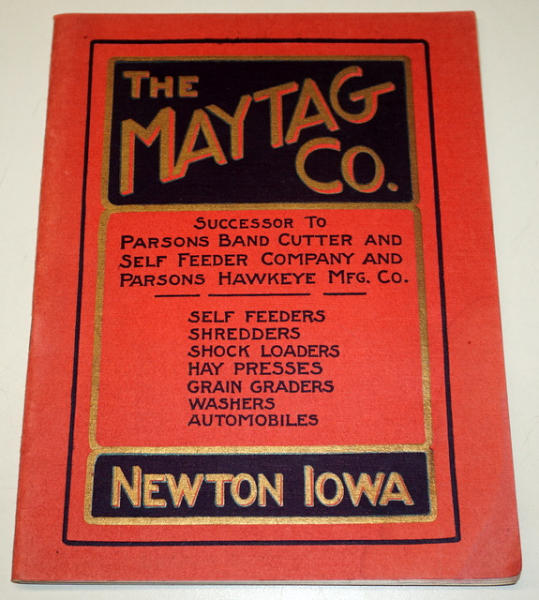 THE
MAYTAG
CO.
SUCCESSOR TO
PARSONS BAND CUTTER AND
SELF FEEDER COMPANY AND
PARSONS HAWKEYE MFG. CO.
SELF FEEDERS
SHREDDERS
SHOCK LOADERS
HAY PRESSES
GRAIN GRADERS
WASHERS
AUTOMOBILES
NEWTON IOWA